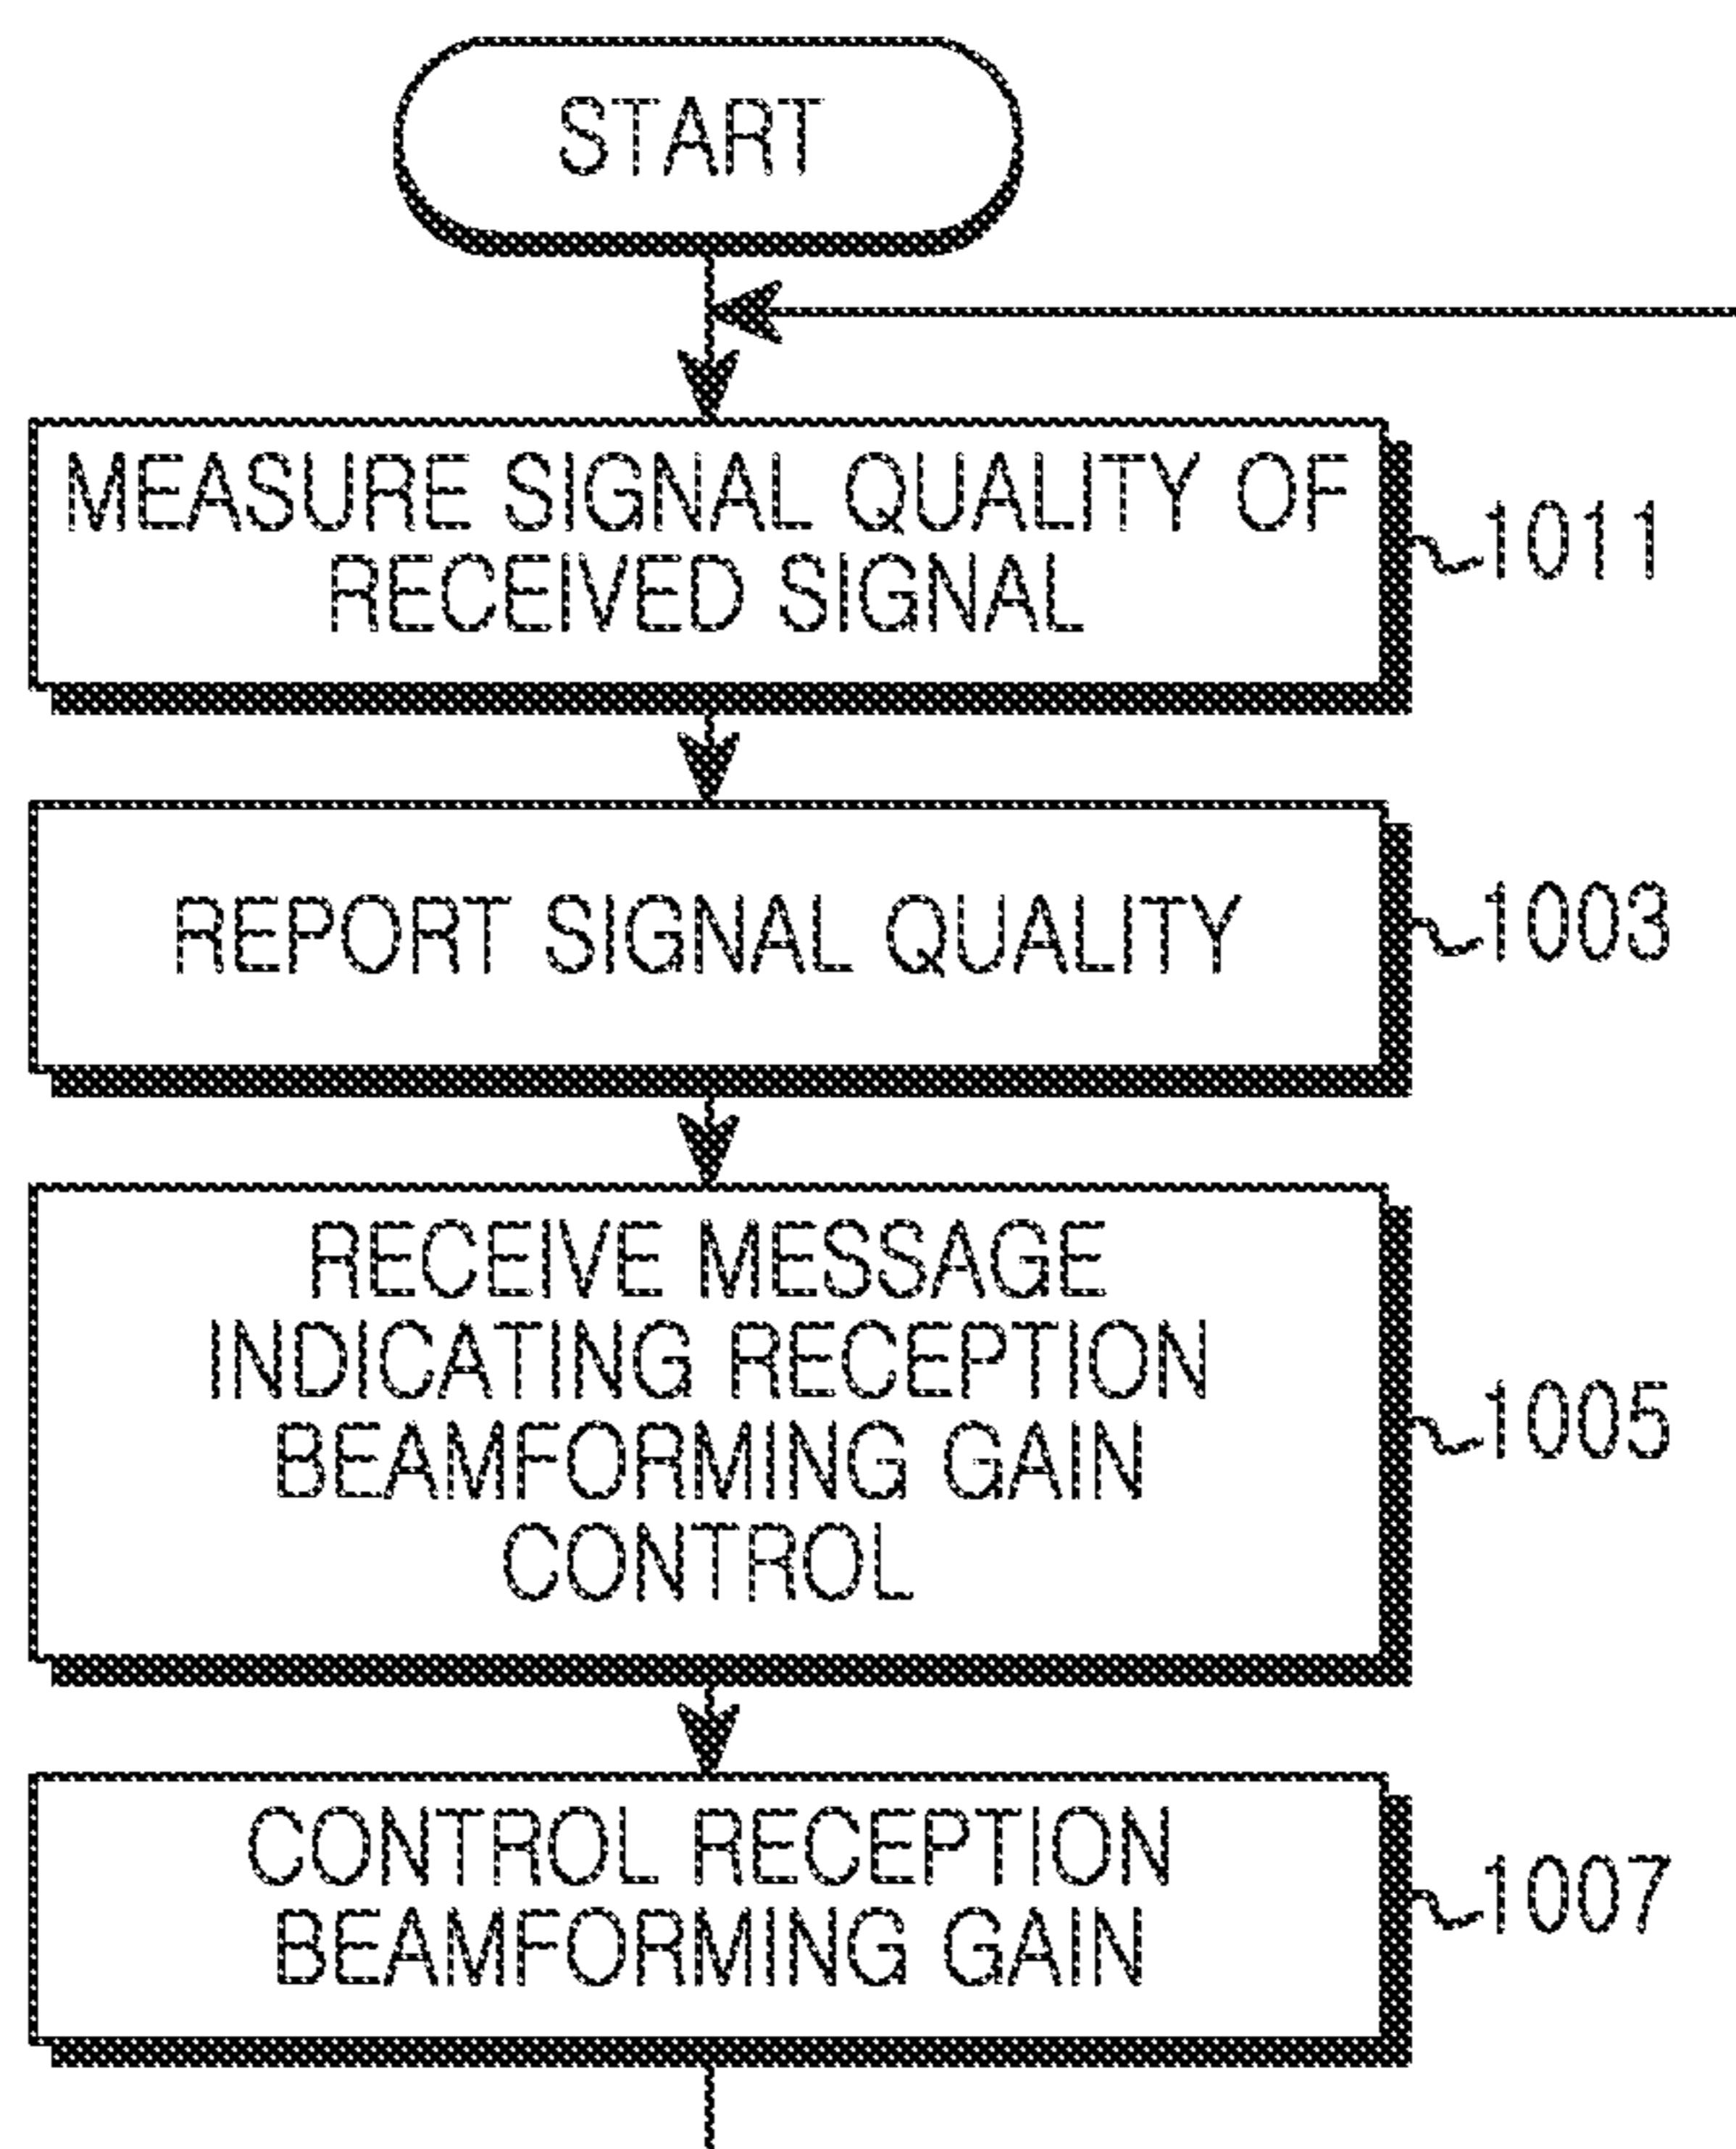 START
MEASURE SIGNAL QUALITY OF
RECEIVED SIGNAL
1011
REPORT SIGNAL QUALITY
1003
RECEIVE MESSAGE
INDICATING RECEPTION
BEAMFORMING GAIN
CONTROL
1005
CONTROL RECEPTION
BEAMFORMING GAIN
1007